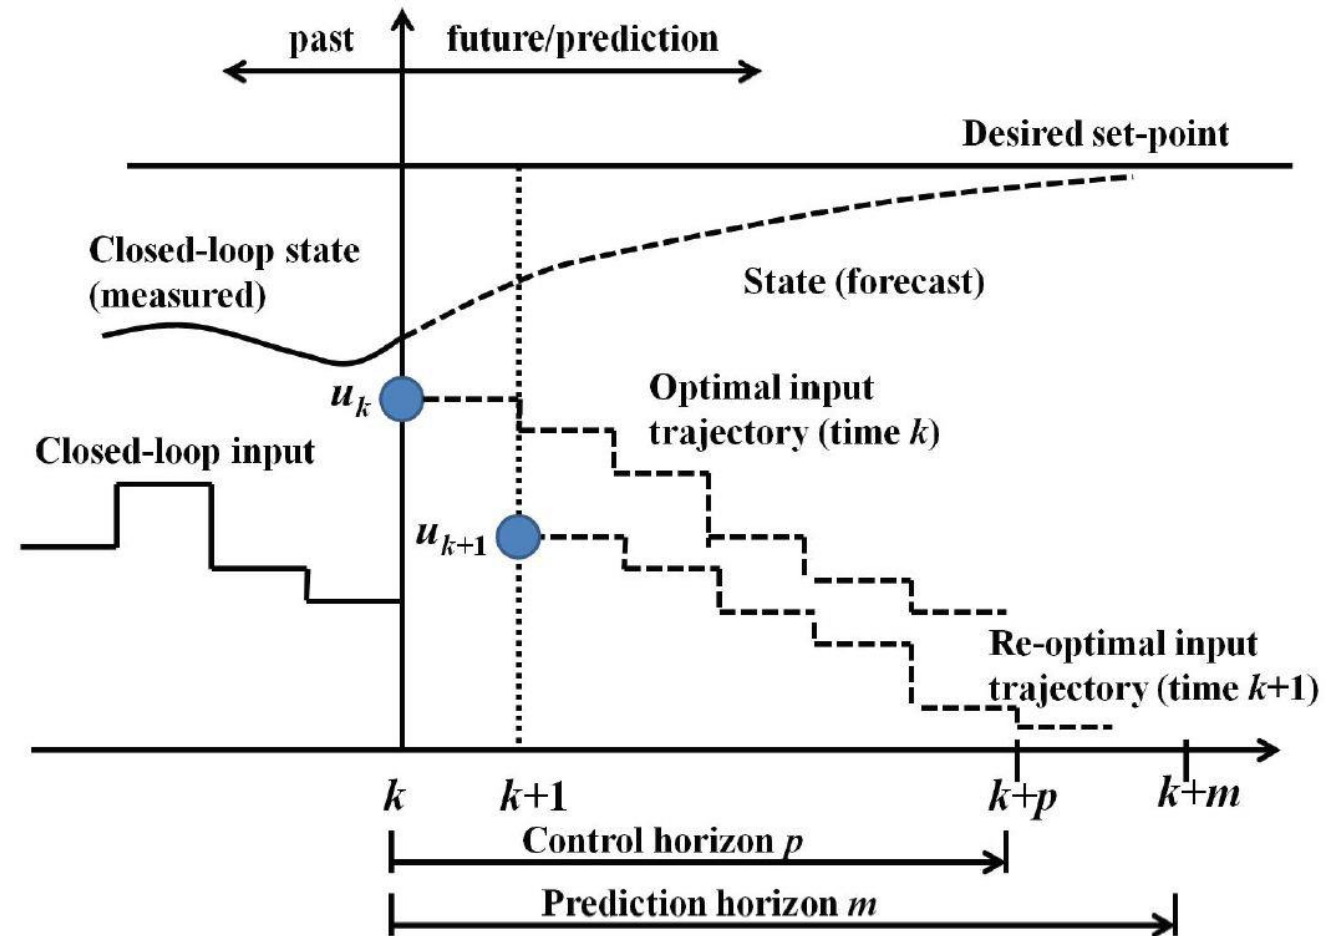 past
future/prediction
Desired set-point
Closed-loop state
(measured)
State (forecast)
u_k
Optimal input
trajectory (time k)
Closed-loop input
u_{k+1}
Re-optimal input
trajectory (time k+1)
k
k+1
k+p
k+m
Control horizon p
Prediction horizon m